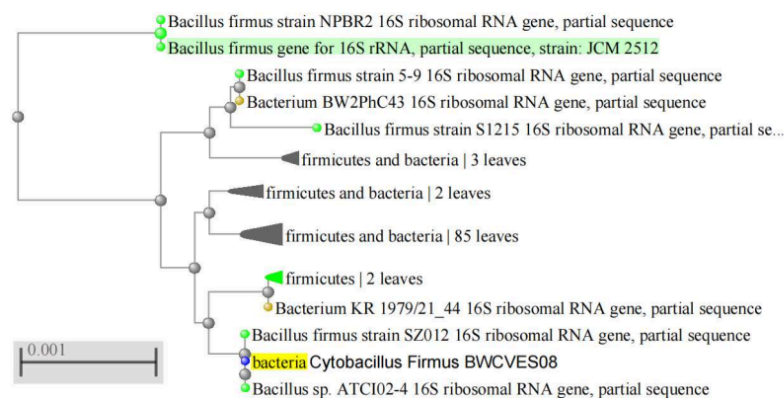 Bacillus firmus strain NPBR2 16S ribosomal RNA gene, partial sequence
Bacillus firmus gene for 16S rRNA, partial sequence, strain: JCM 2512
Bacillus firmus strain 5-9 16S ribosomal RNA gene, partial sequence
Bacterium BW2PhC43 16S ribosomal RNA gene, partial sequence
Bacillus firmus strain S1215 16S ribosomal RNA gene, partial se...
firmicutes and bacteria | 3 leaves
firmicutes and bacteria | 2 leaves
firmicutes and bacteria | 85 leaves
firmicutes | 2 leaves
Bacterium KR 1979/21_44 16S ribosomal RNA gene, partial sequence
Bacillus firmus strain SZ012 16S ribosomal RNA gene, partial sequence
0.001
bacteria Cytobacillus Firmus BWCVES08
Bacillus sp. ATCI02-4 16S ribosomal RNA gene, partial sequence